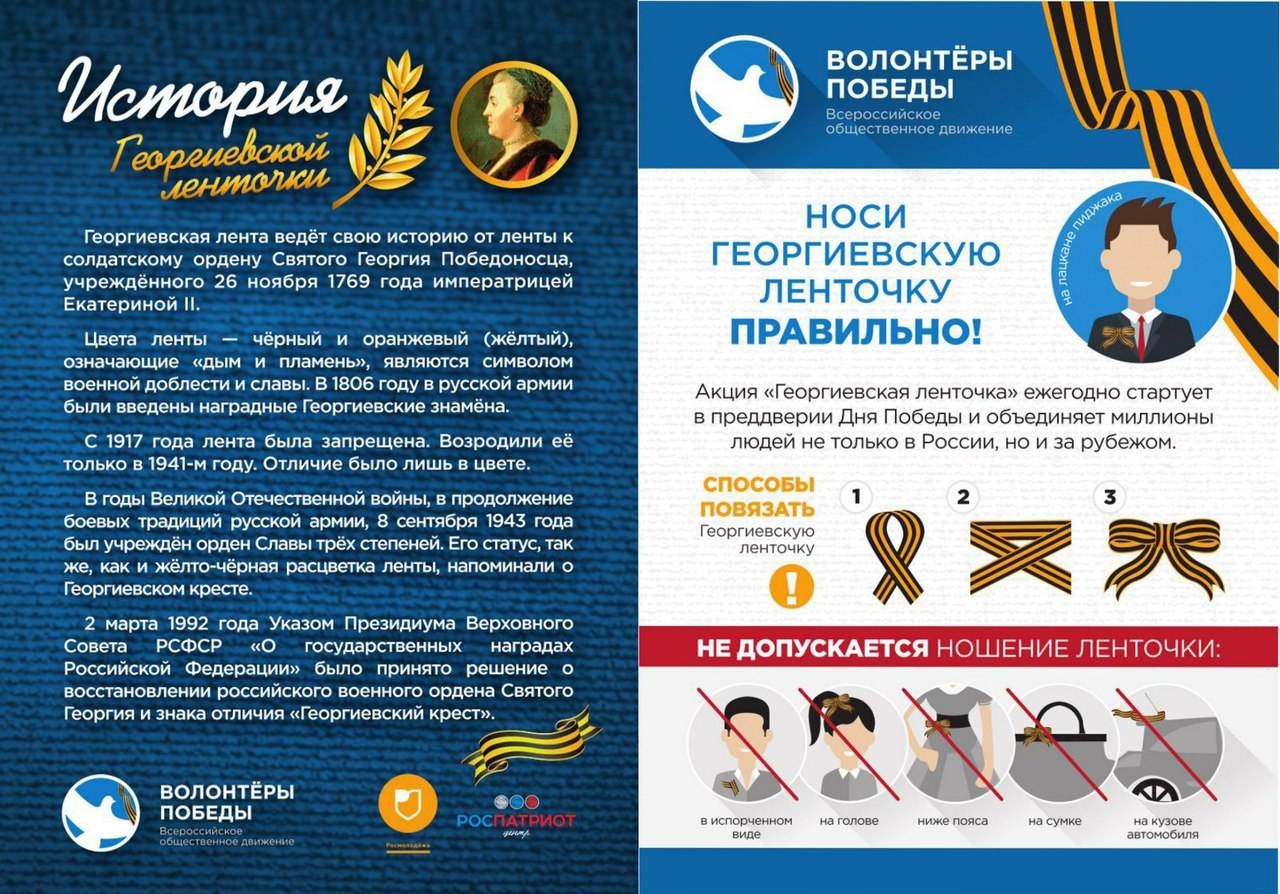 История
Георгиевской
ленточки
Георгиевская лента ведёт свою историю от ленты к
солдатскому ордену Святого Георгия Победоносца,
учреждённого 26 ноября 1769 года императрицей
Екатериной II.
Цвета ленты — чёрный и оранжевый (жёлтый),
означающие «дым и пламень», являются символом
военной доблести и славы. В 1806 году в русской армии
были введены наградные Георгиевские знамёна.
С 1917 года лента была запрещена. Возродили её
только в 1941-м году. Отличие было лишь в цвете.
В годы Великой Отечественной войны, в продолжение
боевых традиций русской армии, 8 сентября 1943 года
был учреждён орден Славы трёх степеней. Его статус, так
же, как и жёлто-чёрная расцветка ленты, напоминали о
Георгиевском кресте.
2 марта 1992 года Указом Президиума Верховного
Совета РСФСР «О государственных наградах
Российской Федерации» было принято решение о
восстановлении российского военного ордена Святого
Георгия и знака отличия «Георгиевский крест».
ВОЛОНТЁРЫ
ПОБЕДЫ
Всероссийское
общественное движение
Росмолодёжь
РОСПАТРИОТ
центр
ВОЛОНТЁРЫ
ПОБЕДЫ
Всероссийское
общественное движение
НОСИ
ГЕОРГИЕВСКУЮ
ЛЕНТОЧКУ
ПРАВИЛЬНО!
на лацкане пиджака
Акция «Георгиевская ленточка» ежегодно стартует
в преддверии Дня Победы и объединяет миллионы
людей не только в России, но и за рубежом.
СПОСОБЫ
ПОВЯЗАТЬ
Георгиевскую
ленточку
!
1 2 3
НЕ ДОПУСКАЕТСЯ НОШЕНИЕ ЛЕНТОЧКИ:
в испорченном
виде
на голове
ниже пояса
на сумке
на кузове
автомобиля